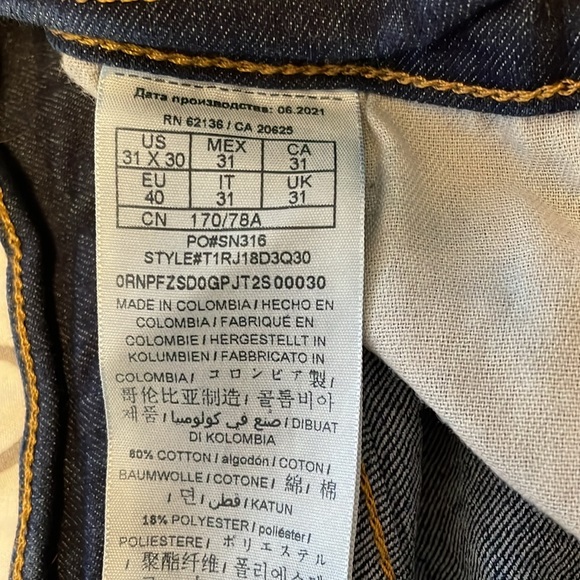 Дата производства: 06.2021
RN 62136 / CA 20625
US 31 X 30 MEX 31 CA 31
EU 40 IT 31 UK 31
CN 170/78A
PO#SN316
STYLE#T1RJ18D3Q30
0RNPFZSD0GPJT2S00030
MADE IN COLOMBIA / HECHO EN
COLOMBIA / FABRIQUÉ EN
COLOMBIE / HERGESTELLT IN
KOLUMBIEN / FABBRICATO IN
COLOMBIA / コロンビア製 /
哥伦比亚制造 / 콜롬비아
제품 / صنع في كولومبيا / DIBUAT
DI KOLOMBIA
80% COTTON / algodón / COTON /
BAUMWOLLE / COTONE / 綿 / 棉
/ 면 / قطن / KATUN
18% POLYESTER / poliéster /
POLIESTERE / ポリエステル
/ 聚酯纤维 / 폴리에스테